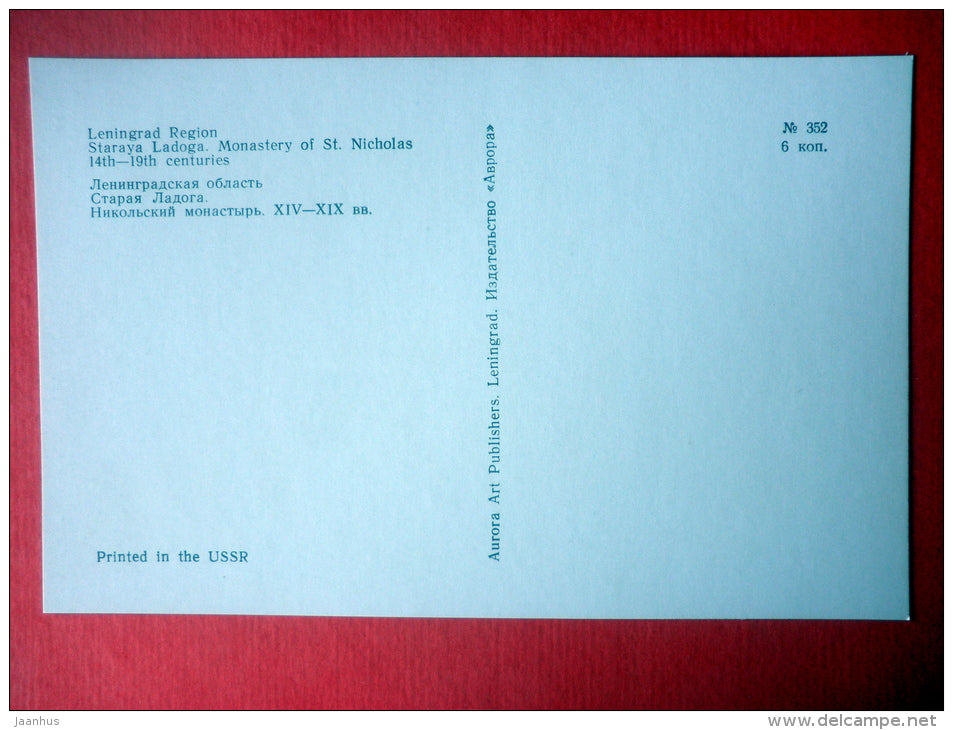 Leningrad Region
Staraya Ladoga. Monastery of St. Nicholas
14th—19th centuries
Ленинградская область
Старая Ладога.
Никольский монастырь. XIV—XIX вв.
Printed in the USSR
Aurora Art Publishers. Leningrad. Издательство «Аврора»
№ 352
6 коп.
jaanhus
www.delcampe.net